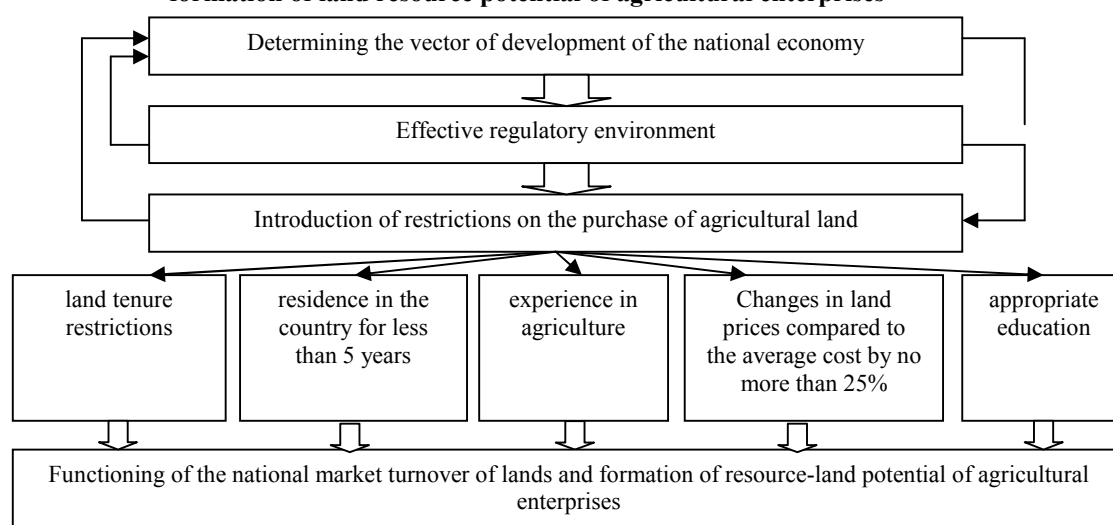 formation of land-resource potential of agricultural enterprises
Determining the vector of development of the national economy
Effective regulatory environment
Introduction of restrictions on the purchase of agricultural land
land tenure
restrictions
residence in the
country for less
than 5 years
experience in
agriculture
Changes in land
prices compared to
the average cost by no
more than 25%
appropriate
education
Functioning of the national market turnover of lands and formation of resource-land potential of agricultural
enterprises